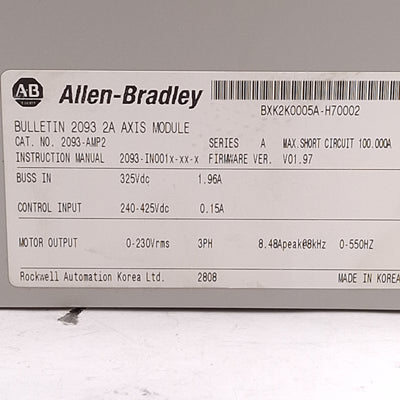 AB Allen-Bradley
BXK2K0005A-H70002
BULLETIN 2093 2A AXIS MODULE
CAT. NO. 2093-AMP2 SERIES A MAX.SHORT CIRCUIT 100.000A
INSTRUCTION MANUAL 2093-IN001x-xx-x FIRMWARE VER. V01.97
BUSS IN 325Vdc 1.96A
CONTROL INPUT 240-425Vdc 0.15A
MOTOR OUTPUT 0-230Vrms 3PH 8.48Apeak@8kHz 0-550HZ
Rockwell Automation Korea Ltd. 2808 MADE IN KOREA